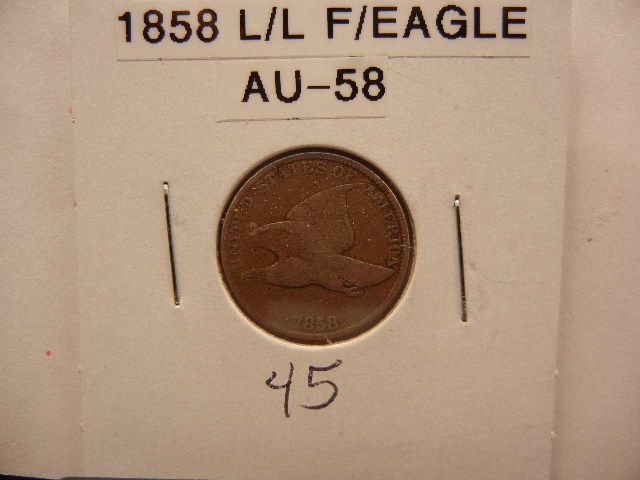 1858 L/L F/EAGLE
AU-58
UNITED STATES OF AMERICA
1858
45